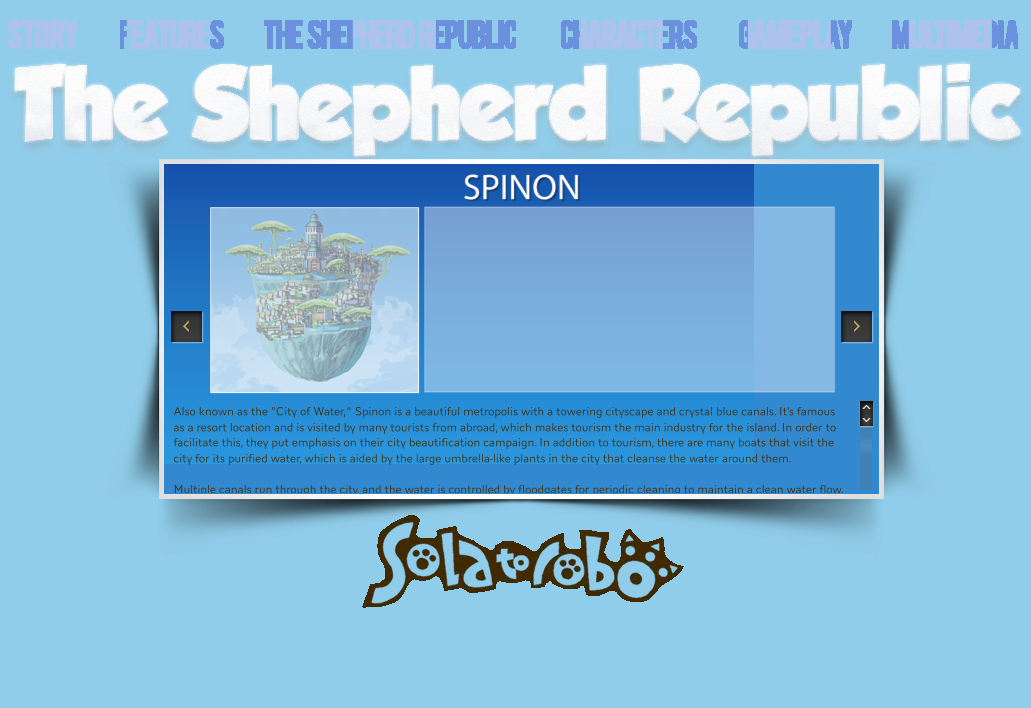 STORY FEATURES THE SHEPHERD REPUBLIC CHARACTERS GAMEPLAY MULTIMEDIA
The Shepherd Republic
SPINON
Also known as the "City of Water," Spinon is a beautiful metropolis with a towering cityscape and crystal blue canals. It's famous
as a resort location and is visited by many tourists from abroad, which makes tourism the main industry for the island. In order to
facilitate this, they put emphasis on their city beautification campaign. In addition to tourism, there are many boats that visit the
city for its purified water, which is aided by the large umbrella-like plants in the city that cleanse the water around them.
Multiple canals run through the city and the water is controlled by floodgates for periodic cleaning to maintain a clean water flow.
Solatorobo